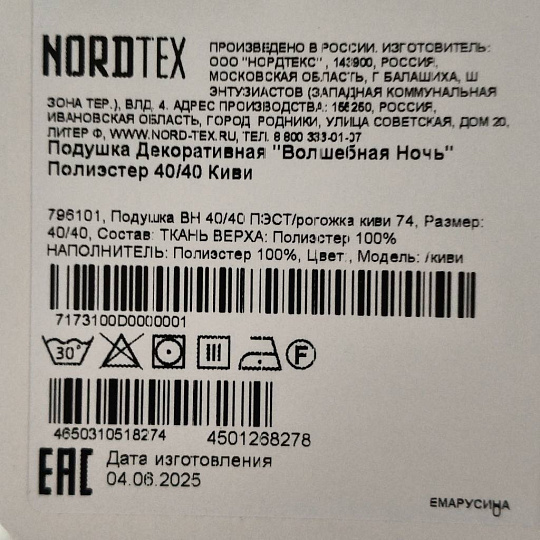 NORDTEX
ПРОИЗВЕДЕНО В РОССИИ. ИЗГОТОВИТЕЛЬ:
ООО "НОРДТЕКС" , 143900, РОССИЯ,
МОСКОВСКАЯ ОБЛАСТЬ, Г БАЛАШИХА, Ш
ЭНТУЗИАСТОВ (ЗАПАДНАЯ КОММУНАЛЬНАЯ
ЗОНА ТЕР.), ВЛД. 4. АДРЕС ПРОИЗВОДСТВА: 155250, РОССИЯ,
ИВАНОВСКАЯ ОБЛАСТЬ, ГОРОД РОДНИКИ, УЛИЦА СОВЕТСКАЯ, ДОМ 20,
ЛИТЕР Ф, WWW.NORD-TEX.RU, ТЕЛ. 8 800 333-01-37
Подушка Декоративная "Волшебная Ночь"
Полиэстер 40/40 Киви
796101, Подушка ВН 40/40 ПЭСТ/рогожка киви 74, Размер:
40/40, Состав: ТКАНЬ ВЕРХА: Полиэстер 100%
НАПОЛНИТЕЛЬ: Полиэстер 100%, Цвет:, Модель: /киви
7173100D0000001
30°
F
4650310518274 4501268278
EAC Дата изготовления
04.06.2025
ЕМАРУСИНА